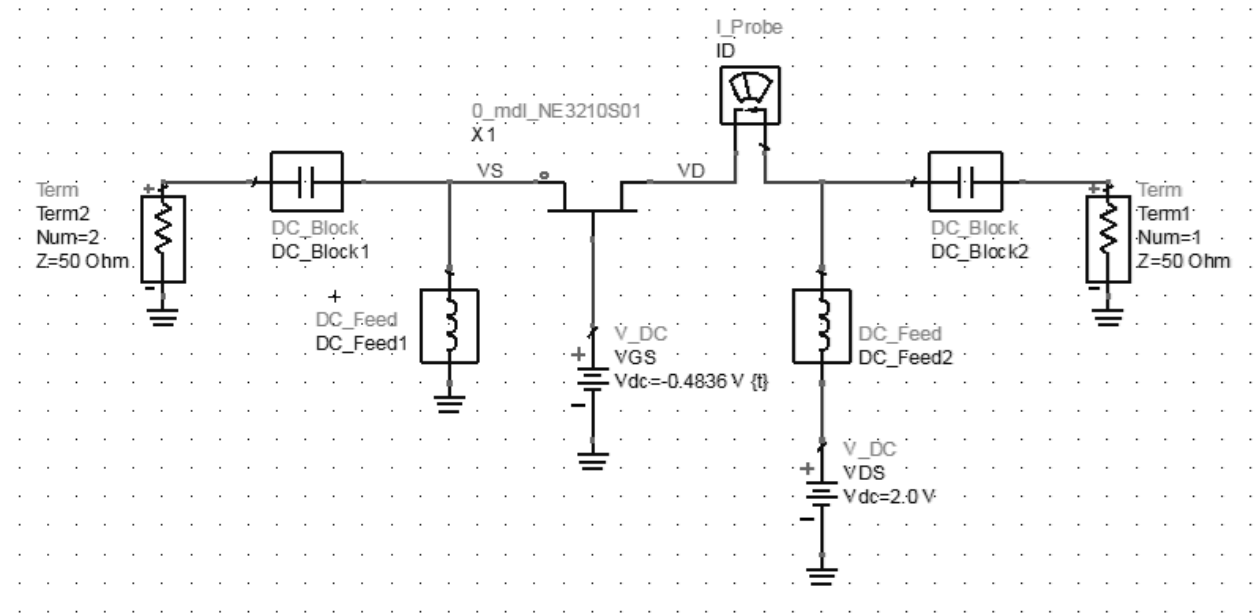 I_Probe
ID
0_mdl_NE3210S01
X1
VS
VD
Term
Term2
Num=2
Z=50 Ohm
DC_Block
DC_Block1
DC_Block
DC_Block2
Term
Term1
Num=1
Z=50 Ohm
DC_Feed
DC_Feed1
V_DC
VGS
Vdc=-0.4836 V {t}
DC_Feed
DC_Feed2
V_DC
VDS
Vdc=2.0 V